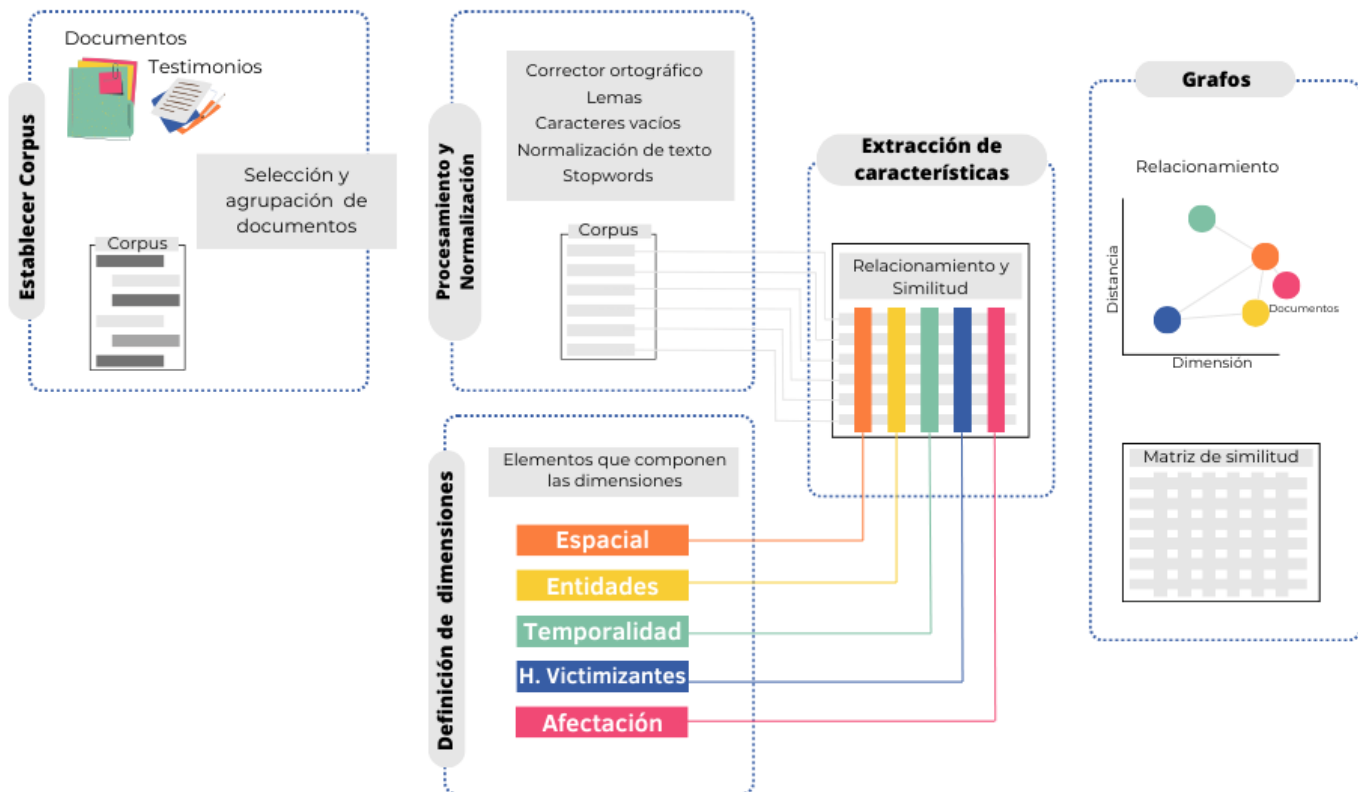 Establecer Corpus
Documentos
Testimonios
Selección y
agrupación de
documentos
Corpus
Procesamiento y
Normalización
Corrector ortográfico
Lemas
Caracteres vacíos
Normalización de texto
Stopwords
Corpus
Definición de dimensiones
Elementos que componen
las dimensiones
Espacial
Entidades
Temporalidad
H. Victimizantes
Afectación
Extracción de
características
Relacionamiento y
Similitud
Grafos
Relacionamiento
Distancia
Documentos
Dimensión
Matriz de similitud